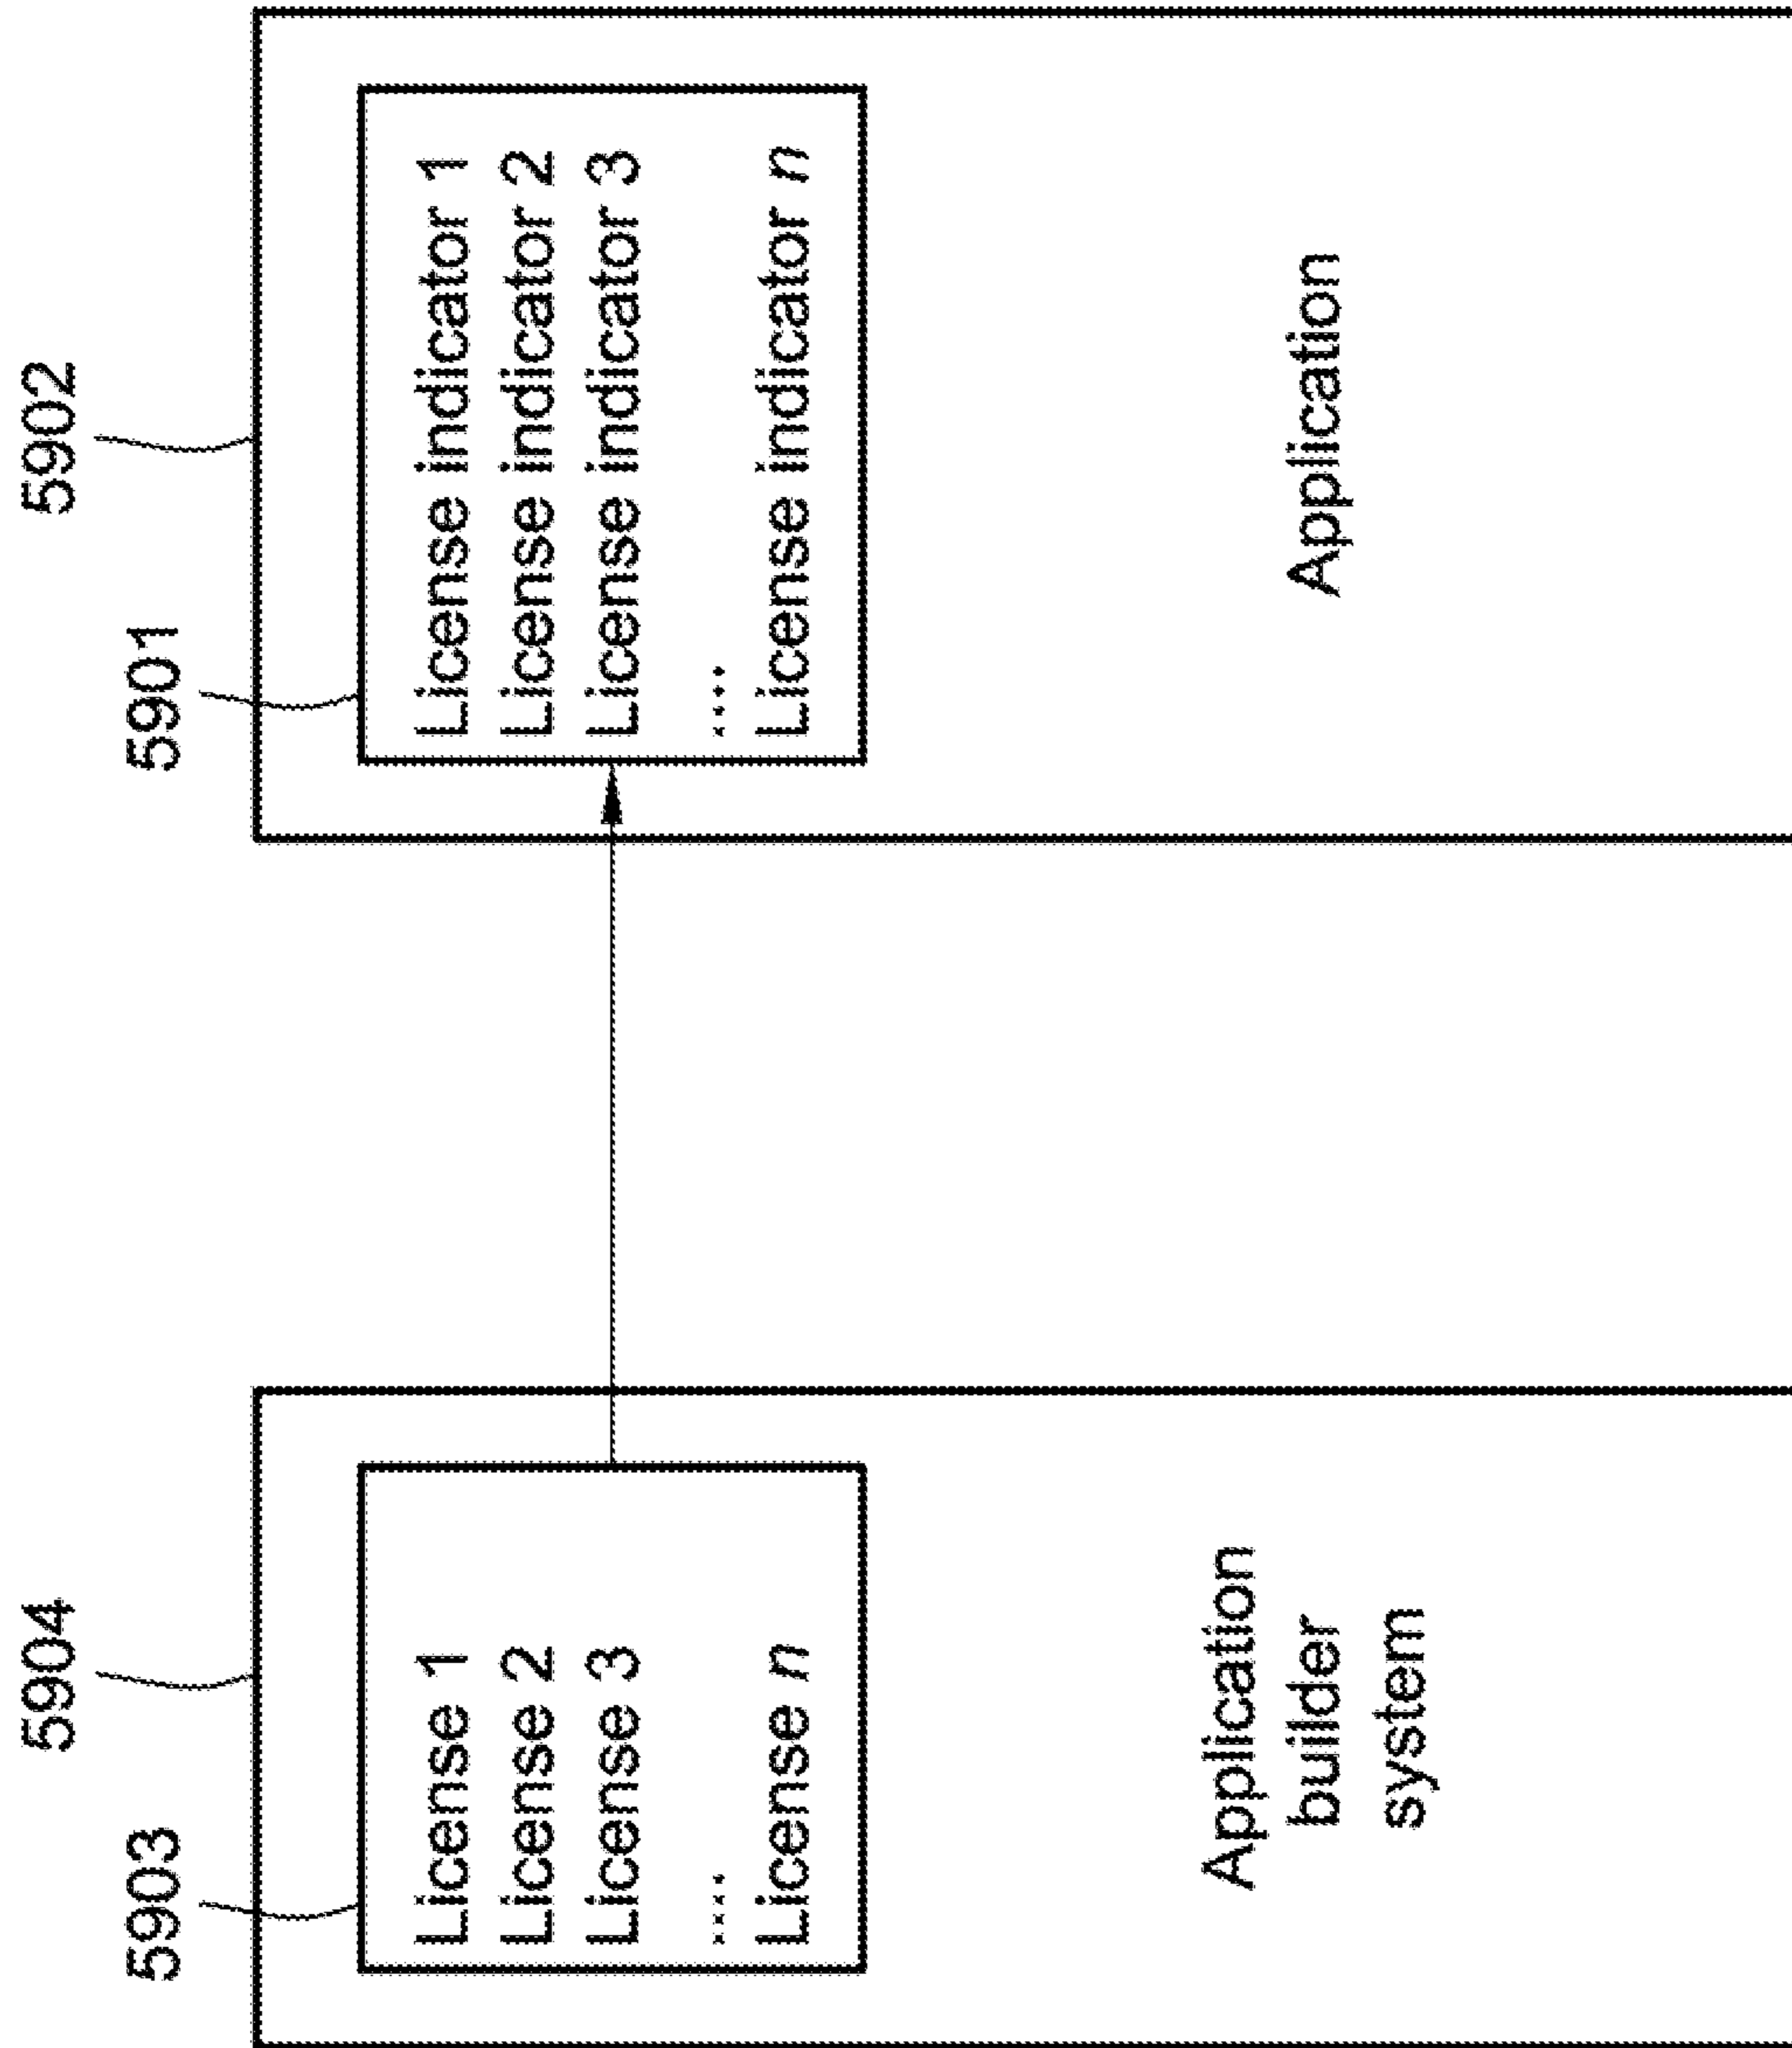 5904
5903
License 1
License 2
License 3
....
License n
Application
builder
system
5902
5901
License indicator 1
License indicator 2
License indicator 3
....
License indicator n
Application